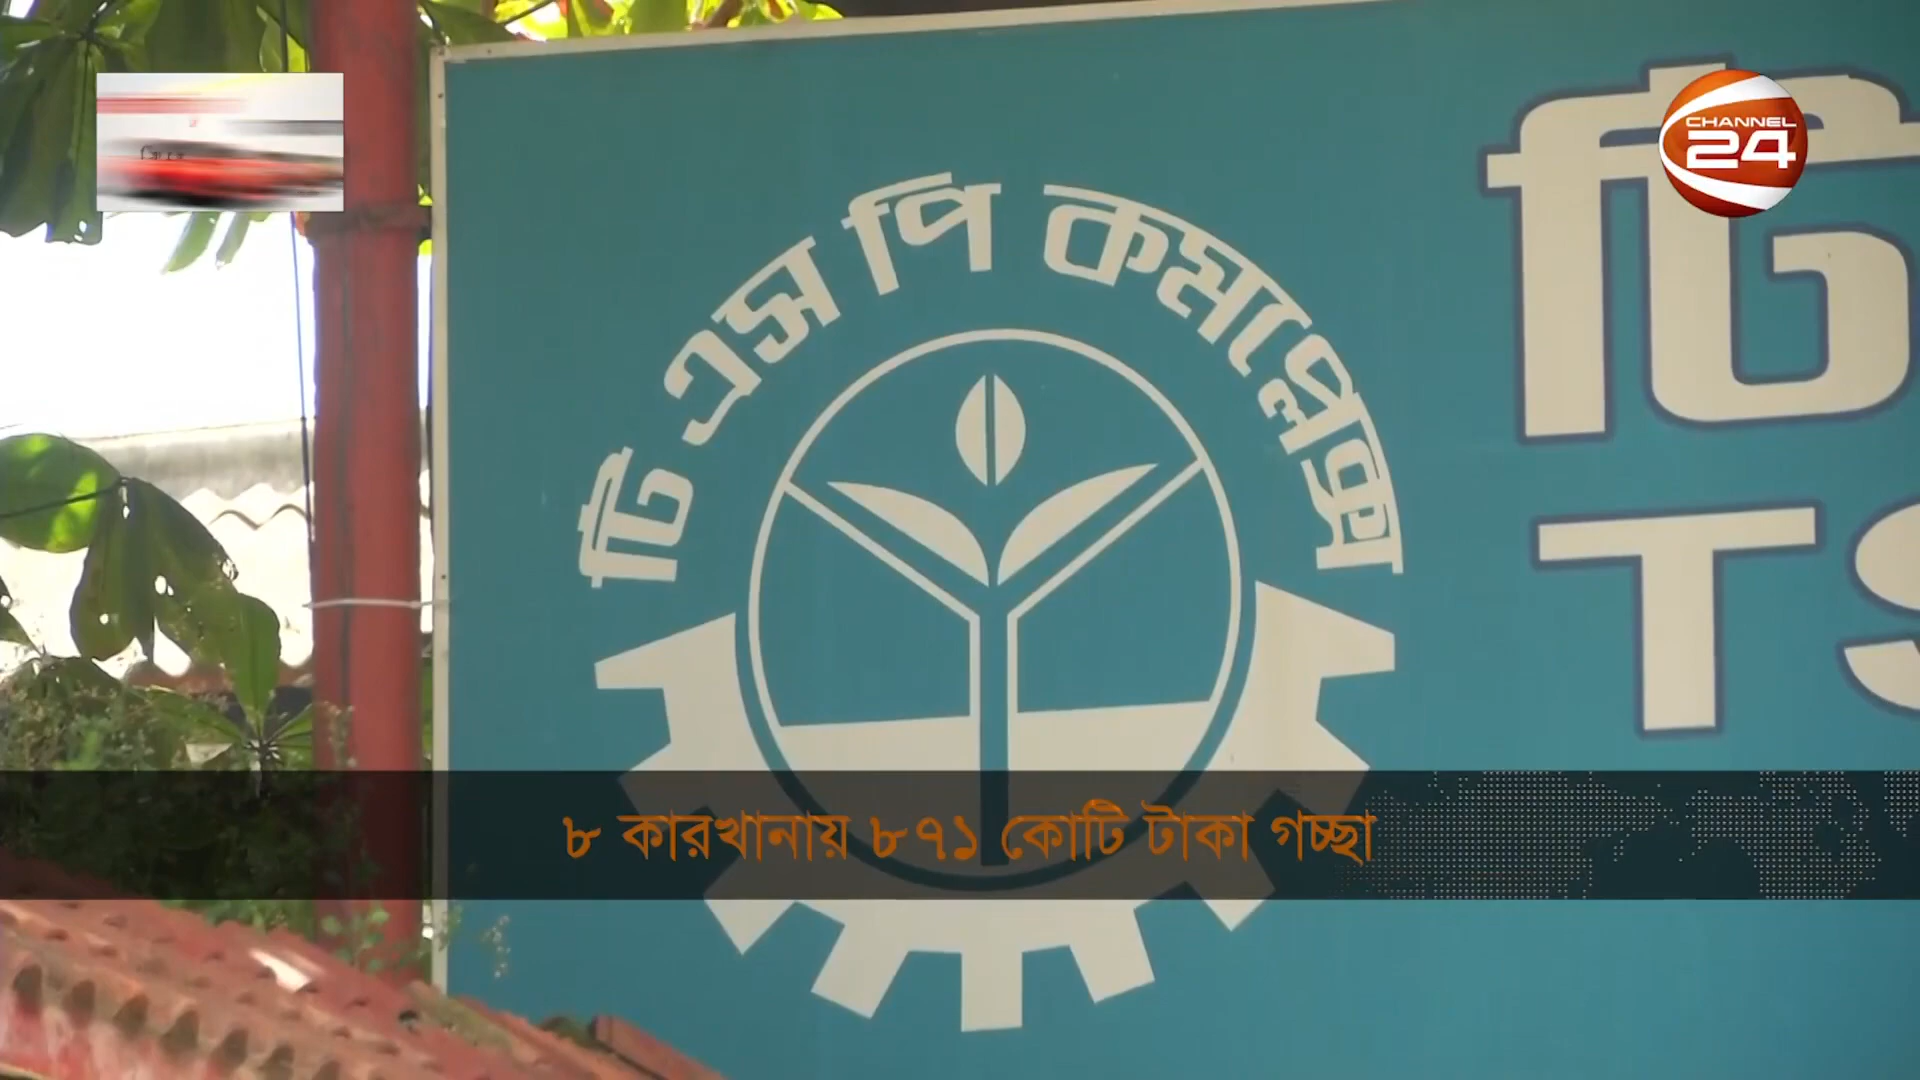 CHANNEL
24
টি এস পি কমপ্লেক্স
টি
TS
৮ কারখানায় ৮৭১ কোটি টাকা গচ্ছা